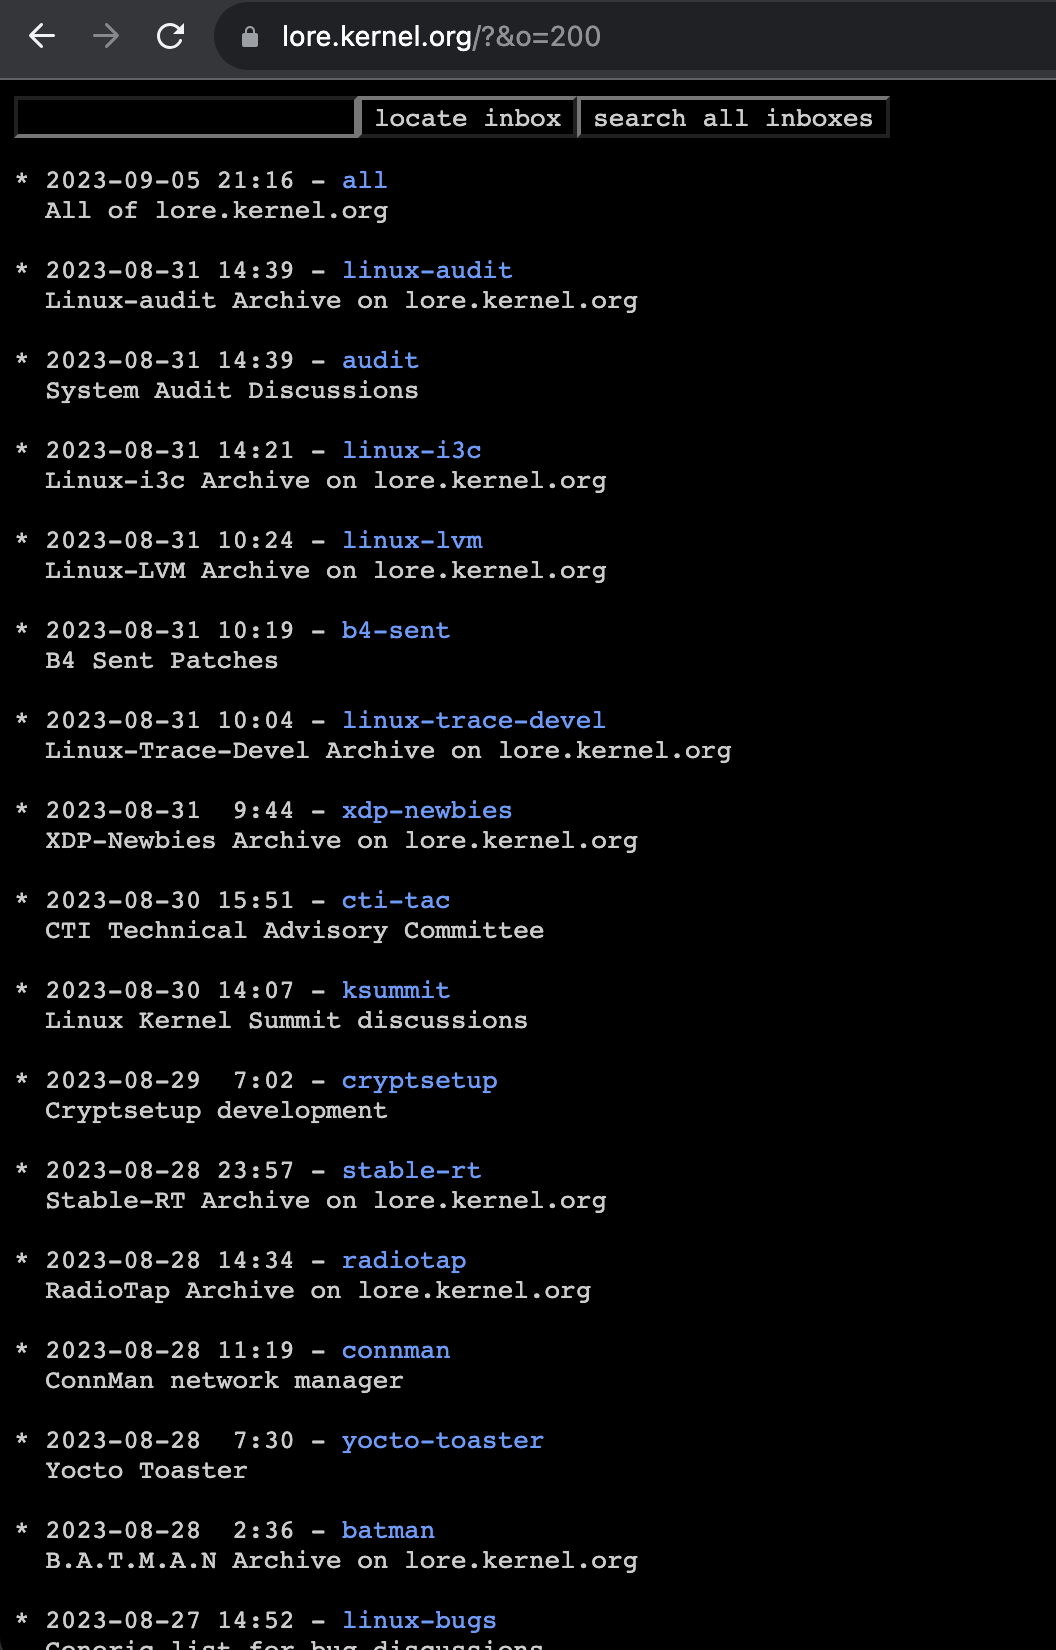 lore.kernel.org/?&o=200
locate inbox search all inboxes
* 2023-09-05 21:16 - all
All of lore.kernel.org
* 2023-08-31 14:39 - linux-audit
Linux-audit Archive on lore.kernel.org
* 2023-08-31 14:39 - audit
System Audit Discussions
* 2023-08-31 14:21 - linux-i3c
Linux-i3c Archive on lore.kernel.org
* 2023-08-31 10:24 - linux-lvm
Linux-LVM Archive on lore.kernel.org
* 2023-08-31 10:19 - b4-sent
B4 Sent Patches
* 2023-08-31 10:04 - linux-trace-devel
Linux-Trace-Devel Archive on lore.kernel.org
* 2023-08-31  9:44 - xdp-newbies
XDP-Newbies Archive on lore.kernel.org
* 2023-08-30 15:51 - cti-tac
CTI Technical Advisory Committee
* 2023-08-30 14:07 - ksummit
Linux Kernel Summit discussions
* 2023-08-29  7:02 - cryptsetup
Cryptsetup development
* 2023-08-28 23:57 - stable-rt
Stable-RT Archive on lore.kernel.org
* 2023-08-28 14:34 - radiotap
RadioTap Archive on lore.kernel.org
* 2023-08-28 11:19 - connman
ConnMan network manager
* 2023-08-28  7:30 - yocto-toaster
Yocto Toaster
* 2023-08-28  2:36 - batman
B.A.T.M.A.N Archive on lore.kernel.org
* 2023-08-27 14:52 - linux-bugs
Generic list for bug discussions